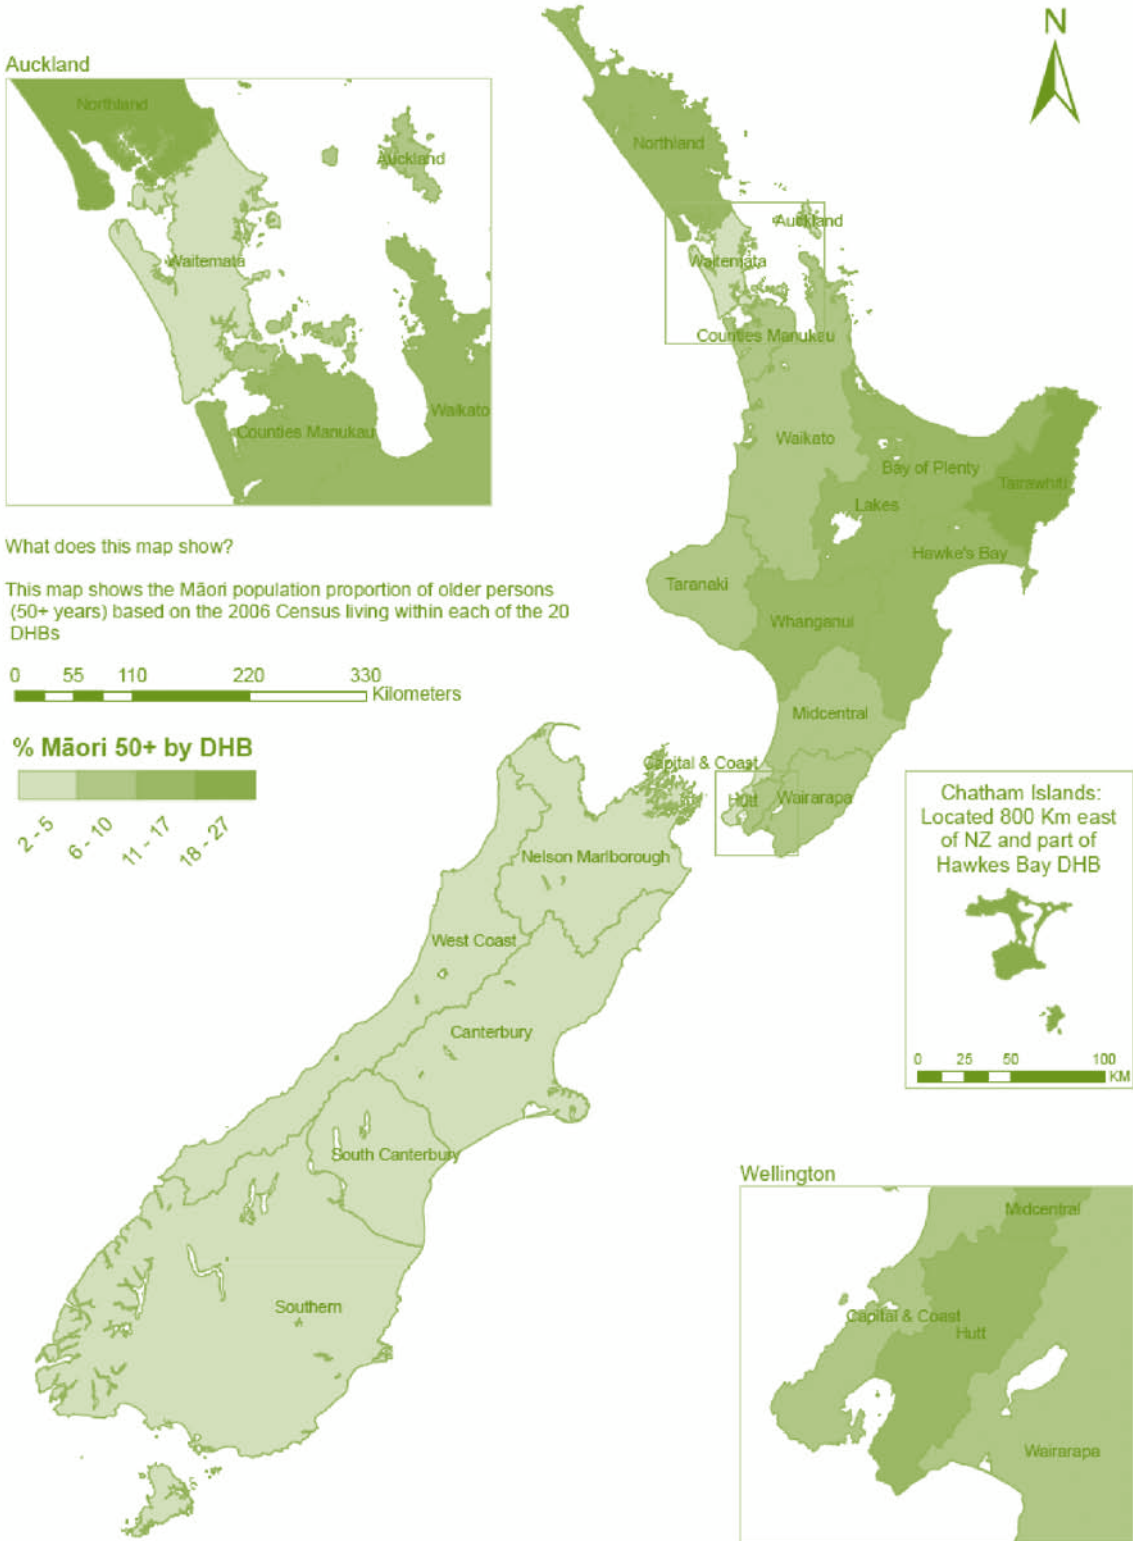 Auckland
Northland
Auckland
Waitemata
Waikato
Counties Manukau
N
Northland
Auckland
Waitemata
Counties Manukau
Waikato
Bay of Plenty
Tairawhiti
Lakes
Hawke's Bay
Taranaki
Whanganui
Midcentral
Capital & Coast
Hutt
Wairarapa
What does this map show?
This map shows the Māori population proportion of older persons
(50+ years) based on the 2006 Census living within each of the 20
DHBs
0 55 110 220 330
Kilometers
% Māori 50+ by DHB
2 - 5
6 - 10
11 - 17
18 - 27
Nelson Marlborough
West Coast
Canterbury
South Canterbury
Southern
Chatham Islands:
Located 800 Km east
of NZ and part of
Hawkes Bay DHB
0 25 50 100
KM
Wellington
Midcentral
Capital & Coast
Hutt
Wairarapa